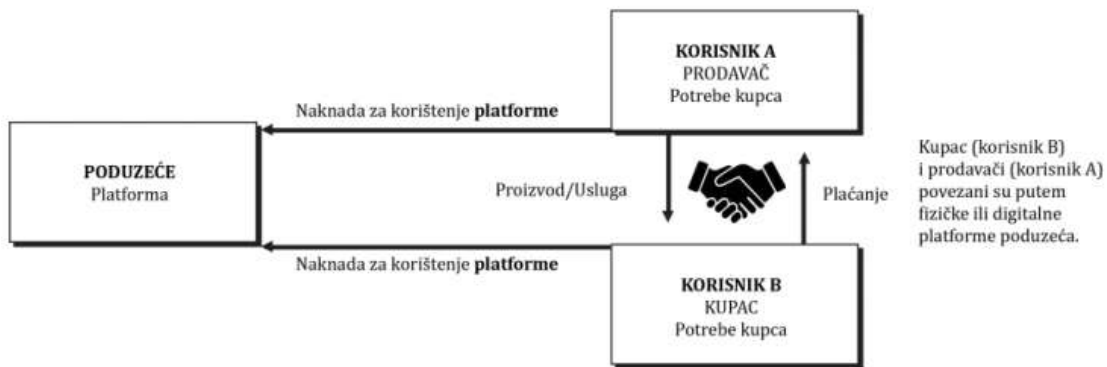 KORISNIK A
PRODAVAČ
Potrebe kupca
Naknada za korištenje platforme
PODUZEĆE
Platforma
Proizvod/Usluga
Plaćanje
Kupac (korisnik B)
i prodavači (korisnik A)
povezani su putem
fizičke ili digitalne
platforme poduzeća.
Naknada za korištenje platforme
KORISNIK B
KUPAC
Potrebe kupca